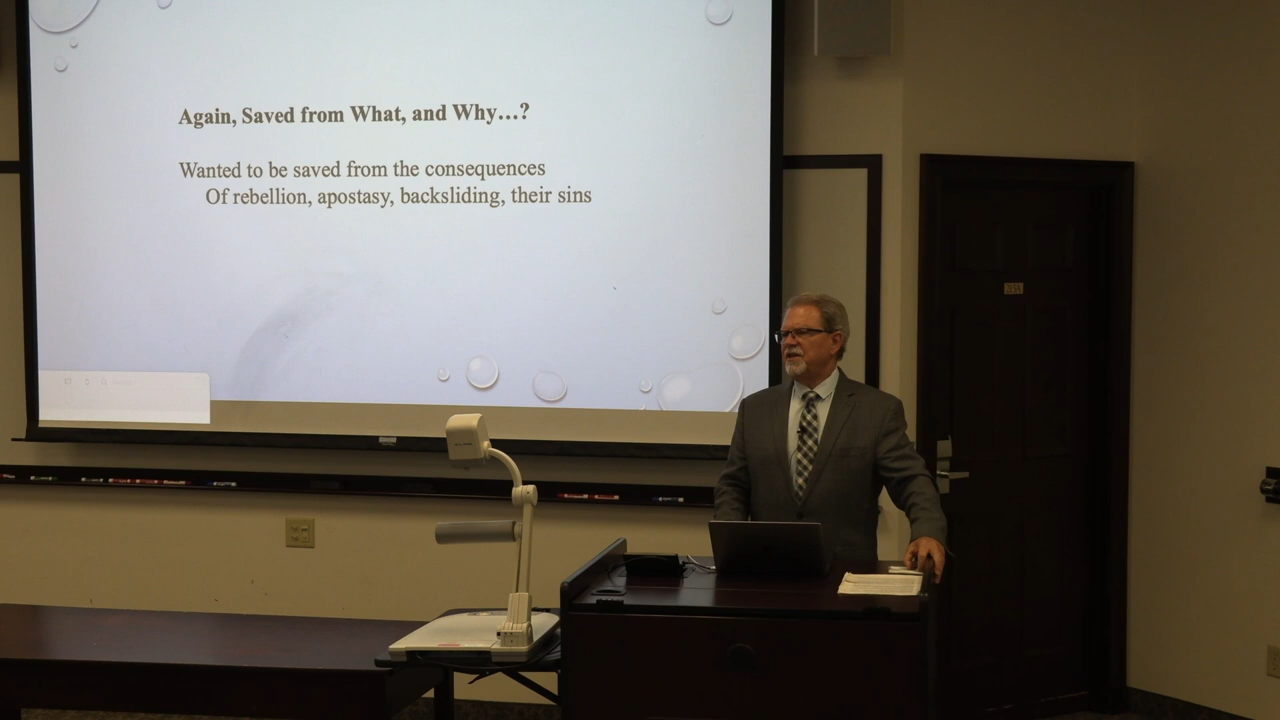 Again, Saved from What, and Why…?
Wanted to be saved from the consequences
Of rebellion, apostasy, backsliding, their sins